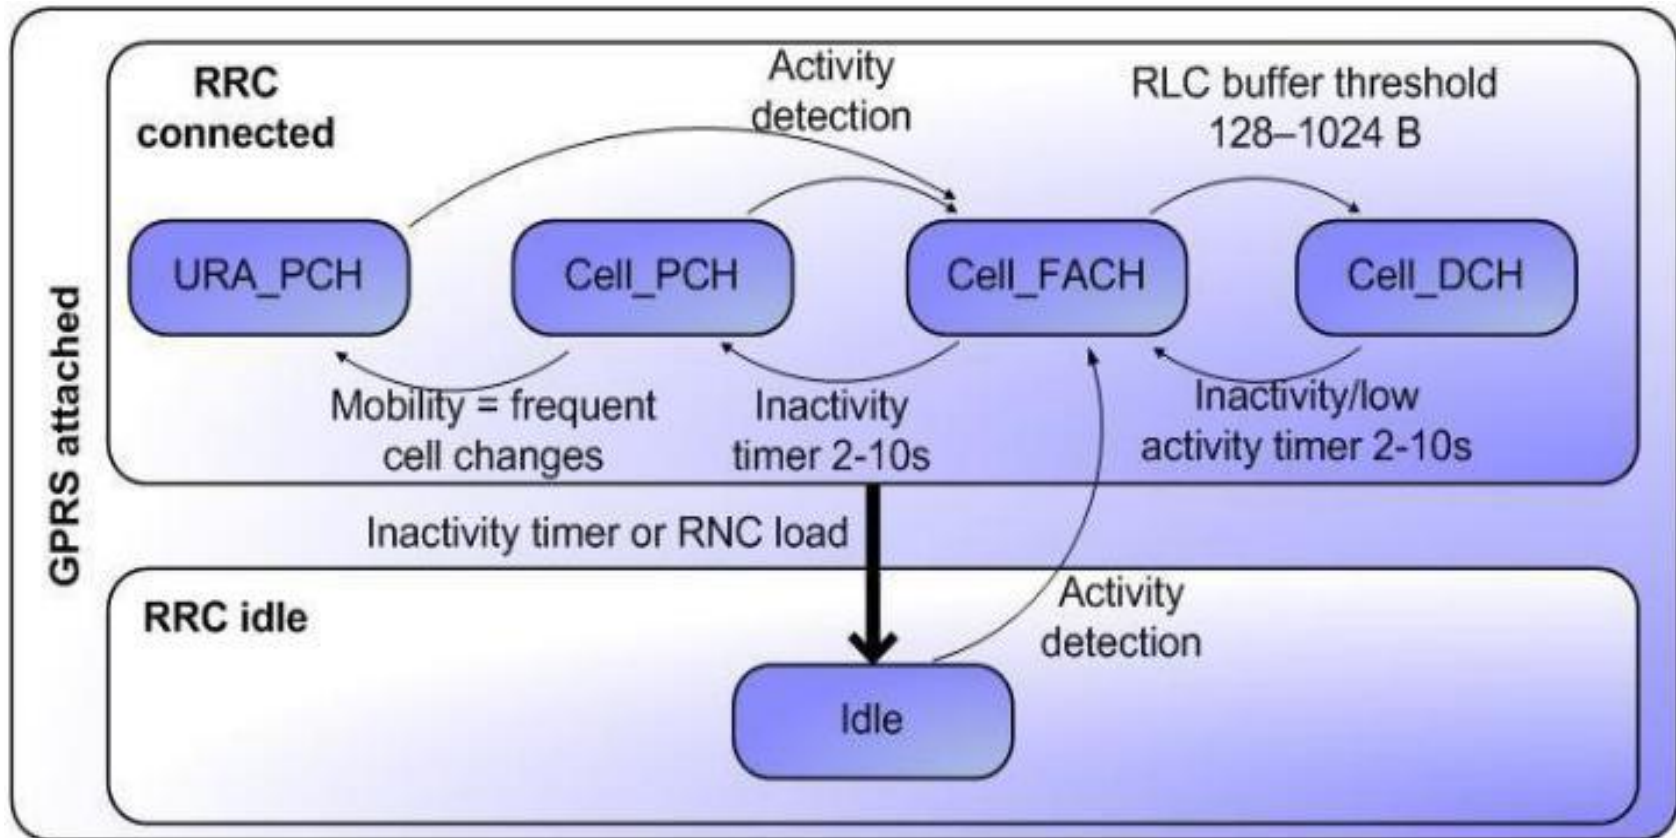 RRC
connected
Activity
detection
RLC buffer threshold
128–1024 B
URA_PCH
Cell_PCH
Cell_FACH
Cell_DCH
Mobility = frequent
cell changes
Inactivity
timer 2-10s
Inactivity/low
activity timer 2-10s
GPRS attached
Inactivity timer or RNC load
RRC idle
Activity
detection
Idle